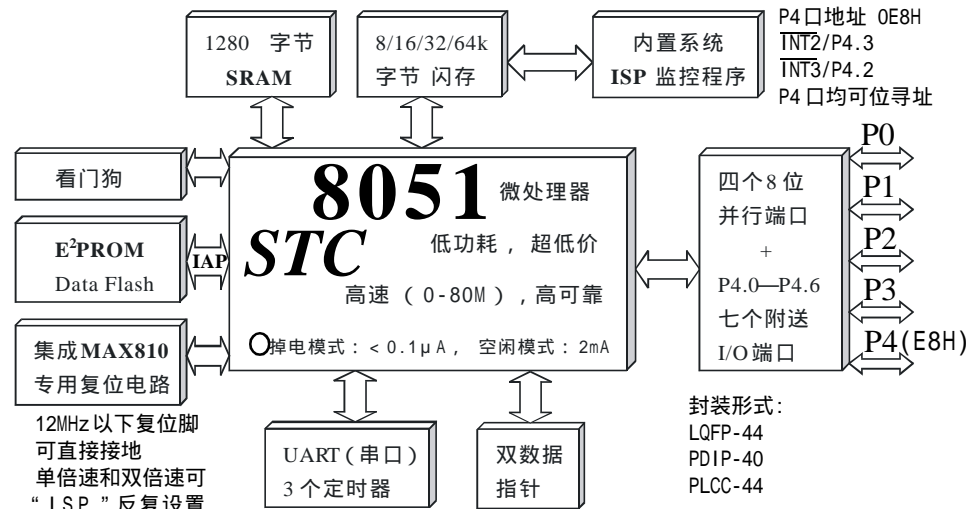 1280 字节
SRAM
8/16/32/64k
字节 闪存
内置系统
ISP 监控程序
P4口地址 0E8H
INT2/P4.3
INT3/P4.2
P4口均可位寻址
看门狗
E²PROM
Data Flash
IAP
集成MAX810
专用复位电路
12MHz以下复位脚
可直接接地
单倍速和双倍速可
“ISP”反复设置
8051 微处理器
STC 低功耗，超低价
高速（0-80M），高可靠
掉电模式：<0.1μA，空闲模式：2mA
四个8位
并行端口
+
P4.0—P4.6
七个附送
I/O端口
P0
P1
P2
P3
P4(E8H)
UART(串口)
3个定时器
双数据
指针
封装形式:
LQFP-44
PDIP-40
PLCC-44